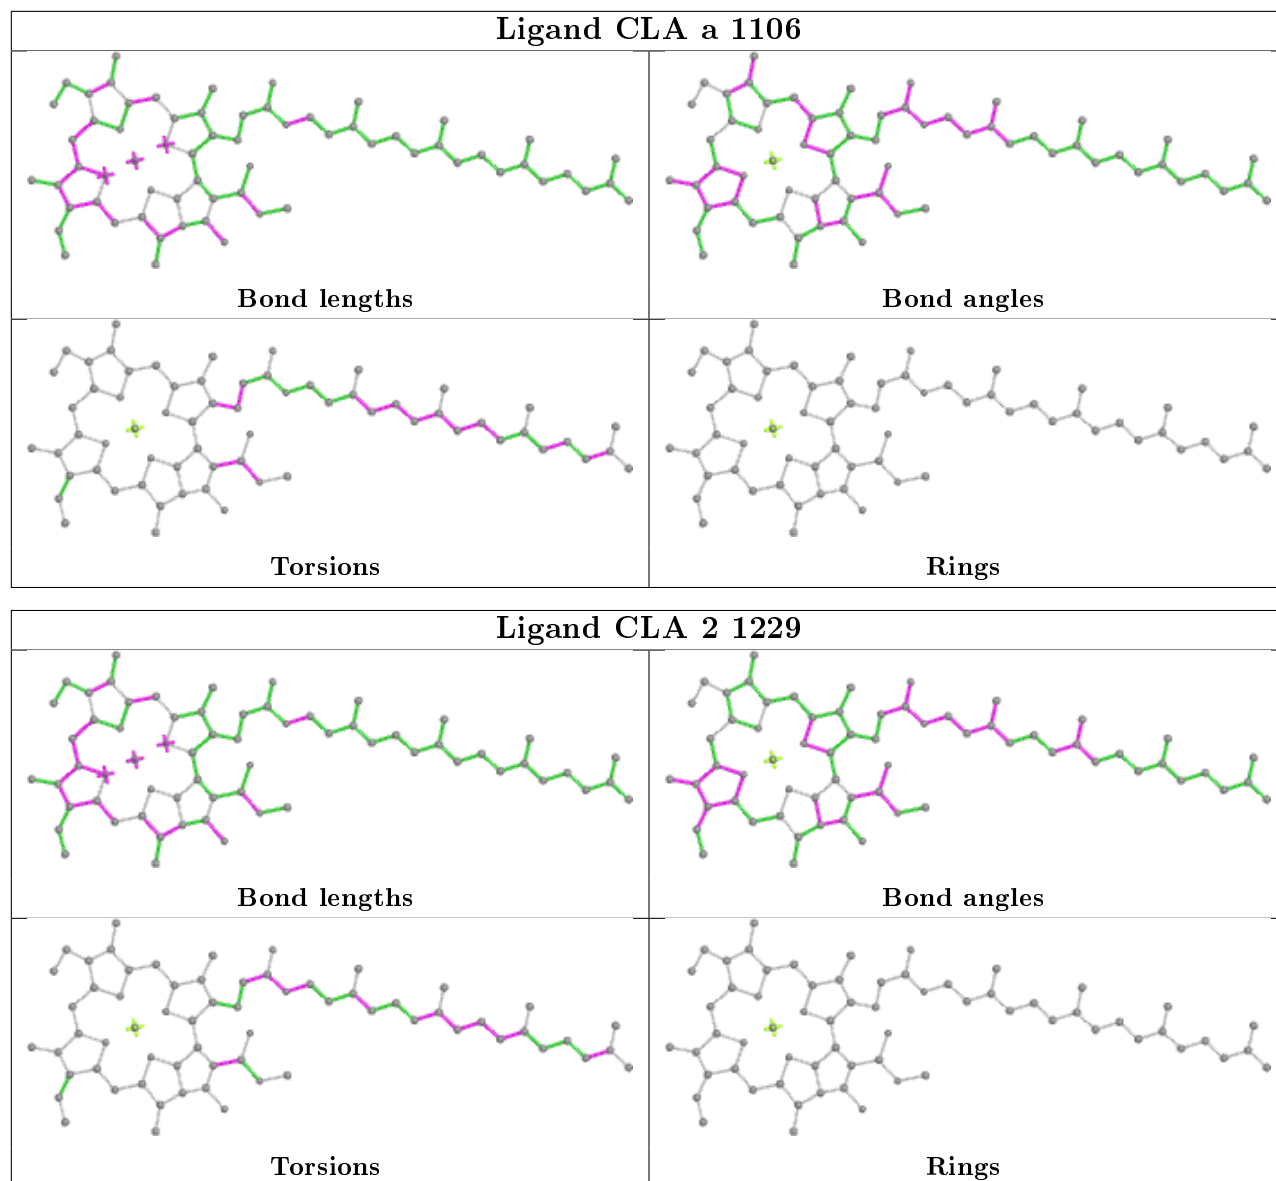 Ligand CLA a 1106
Bond lengths
Bond angles
Torsions
Rings
Ligand CLA 2 1229
Bond lengths
Bond angles
Torsions
Rings